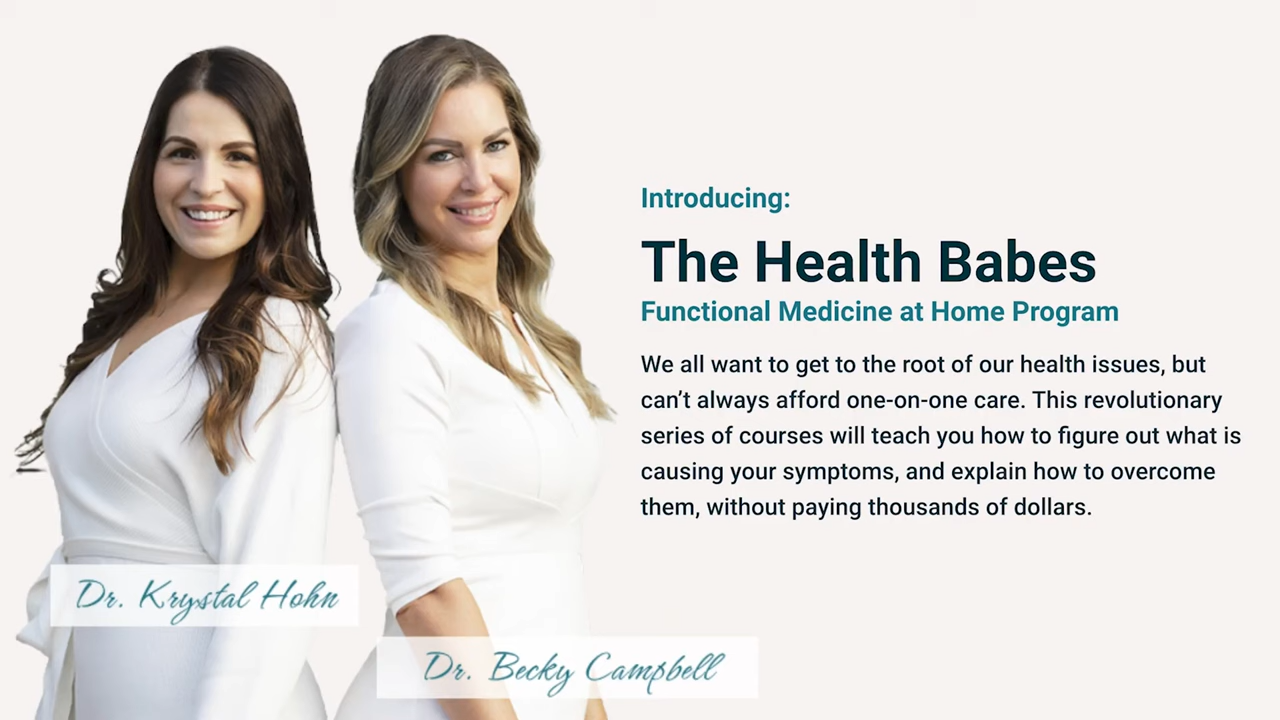 Introducing:
The Health Babes
Functional Medicine at Home Program
We all want to get to the root of our health issues, but
can't always afford one-on-one care. This revolutionary
series of courses will teach you how to figure out what is
causing your symptoms, and explain how to overcome
them, without paying thousands of dollars.
Dr. Krystal Hohn
Dr. Becky Campbell